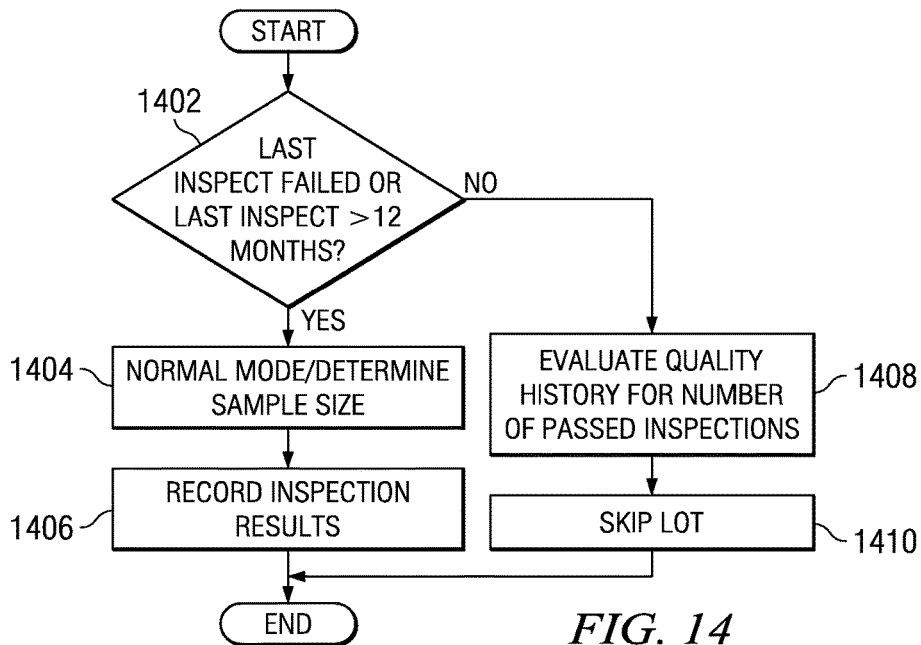 START
1402
LAST
INSPECT FAILED OR
LAST INSPECT >12
MONTHS?
NO
YES
1404
NORMAL MODE/DETERMINE
SAMPLE SIZE
EVALUATE QUALITY
HISTORY FOR NUMBER
OF PASSED INSPECTIONS
1408
1406
RECORD INSPECTION
RESULTS
SKIP LOT
1410
END
FIG. 14